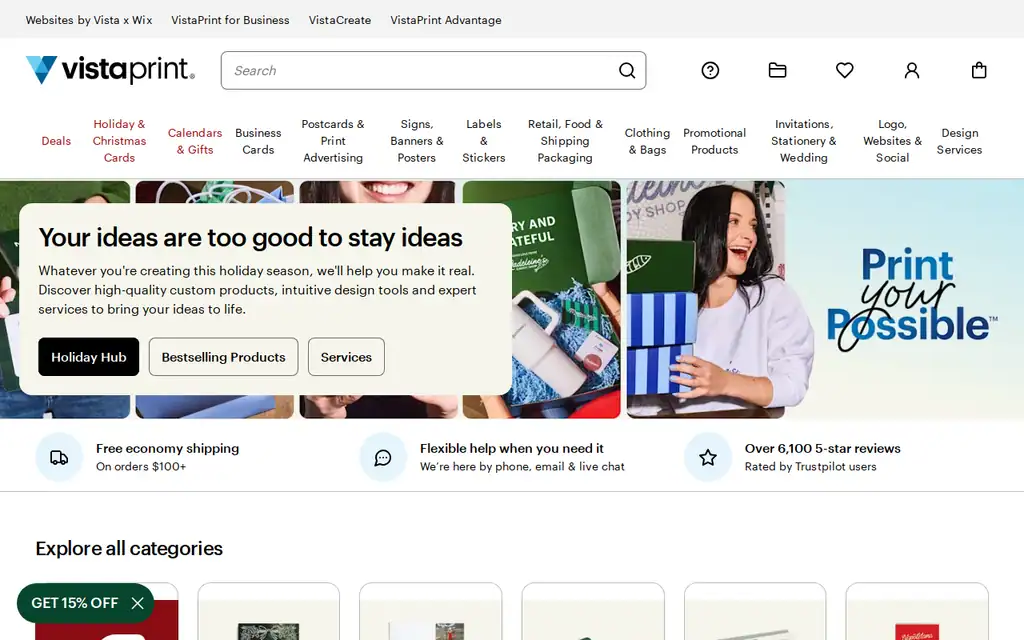 Websites by Vista x Wix VistaPrint for Business VistaCreate VistaPrint Advantage
vistaprint.®
Search
Deals
Holiday &
Christmas
Cards
Calendars
& Gifts
Business
Cards
Postcards &
Print
Advertising
Signs,
Banners &
Posters
Labels
&
Stickers
Retail, Food &
Shipping
Packaging
Clothing
& Bags
Promotional
Products
Invitations,
Stationery &
Wedding
Logo,
Websites &
Social
Design
Services
Your ideas are too good to stay ideas
Whatever you're creating this holiday season, we'll help you make it real.
Discover high-quality custom products, intuitive design tools and expert
services to bring your ideas to life.
Holiday Hub
Bestselling Products
Services
AND
Print
your
Possible™
Free economy shipping
On orders $100+
Flexible help when you need it
We're here by phone, email & live chat
Over 6,100 5-star reviews
Rated by Trustpilot users
Explore all categories
GET 15% OFF